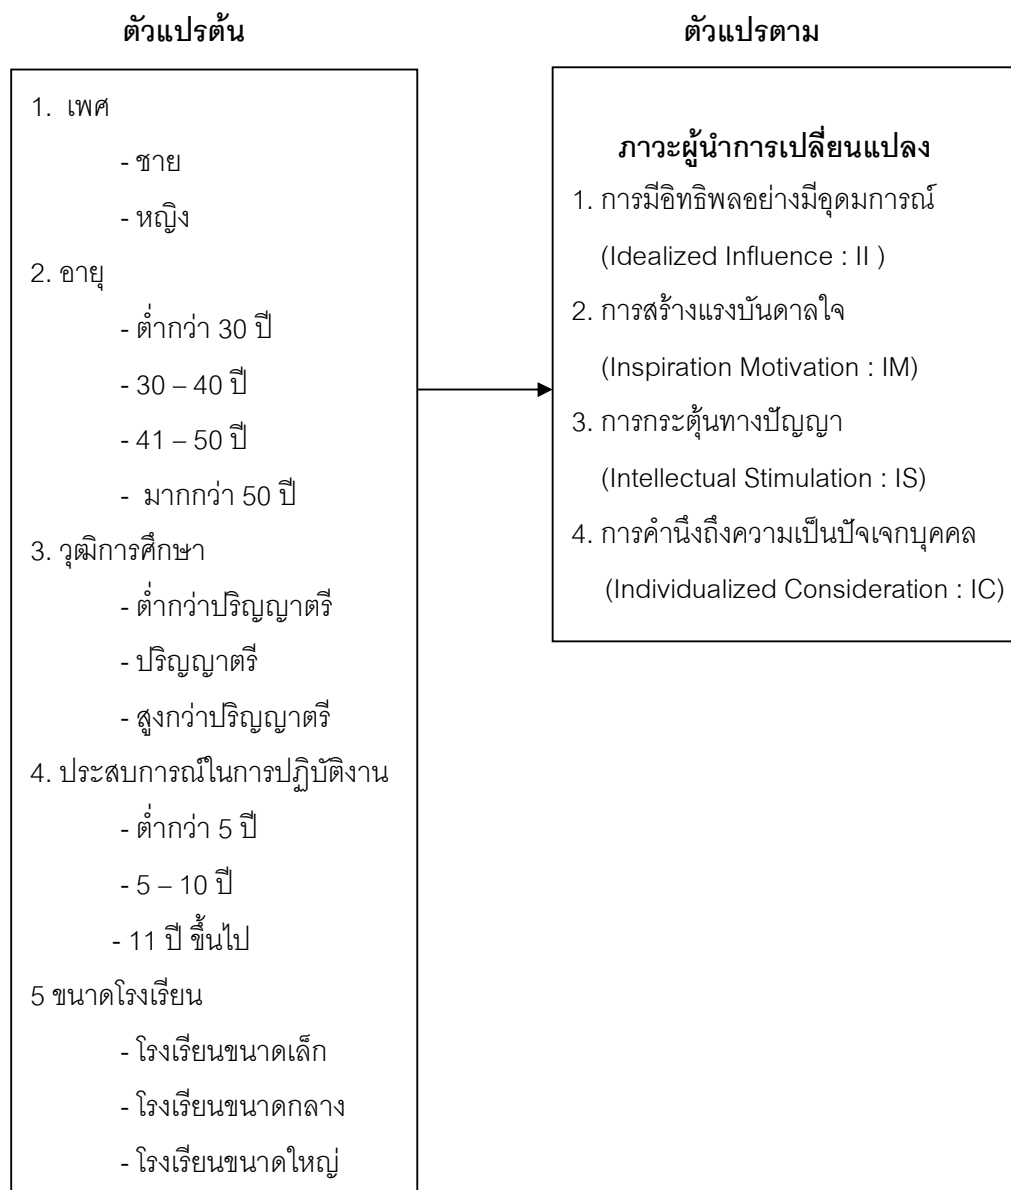 ตัวแปรต้น
1. เพศ
- ชาย
- หญิง
2. อายุ
- ต่ำกว่า 30 ปี
- 30 – 40 ปี
- 41 – 50 ปี
- มากกว่า 50 ปี
3. วุฒิการศึกษา
- ต่ำกว่าปริญญาตรี
- ปริญญาตรี
- สูงกว่าปริญญาตรี
4. ประสบการณ์ในการปฏิบัติงาน
- ต่ำกว่า 5 ปี
- 5 – 10 ปี
- 11 ปี ขึ้นไป
5 ขนาดโรงเรียน
- โรงเรียนขนาดเล็ก
- โรงเรียนขนาดกลาง
- โรงเรียนขนาดใหญ่
ตัวแปรตาม
ภาวะผู้นำการเปลี่ยนแปลง
1. การมีอิทธิพลอย่างมีอุดมการณ์
(Idealized Influence : II )
2. การสร้างแรงบันดาลใจ
(Inspiration Motivation : IM)
3. การกระตุ้นทางปัญญา
(Intellectual Stimulation : IS)
4. การคำนึงถึงความเป็นปัจเจกบุคคล
(Individualized Consideration : IC)